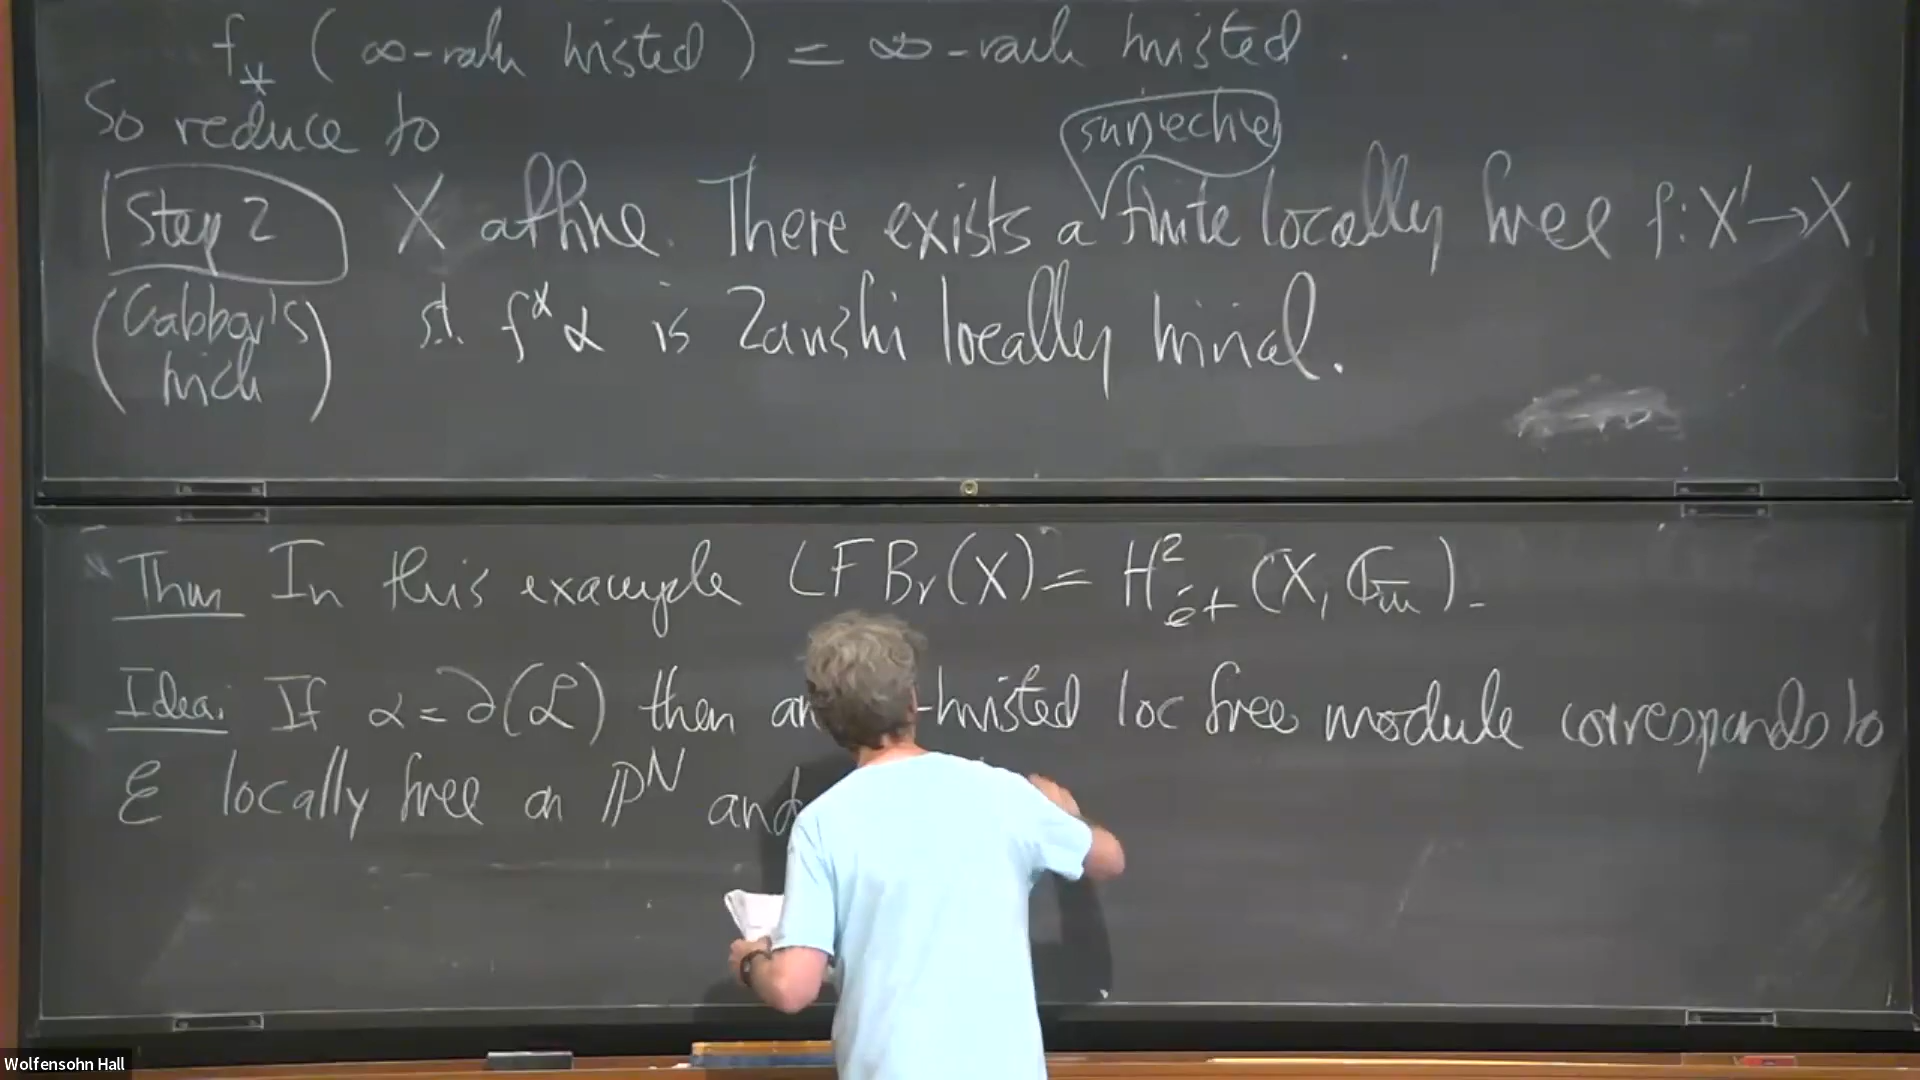 f_* (∞-rank twisted) = ∞-rank twisted.
So reduce to
surjective
Step 2 X affine. There exists a finite locally free f: X' → X
(Gabber's trick) st. f^*α is Zariski locally trivial.
Thm In this example LFBr(X) = H²_ét (X, G_m).
Idea: If α = ∂(L) then an -twisted loc free module corresponds to
E locally free on P^N and
Wolfensohn Hall